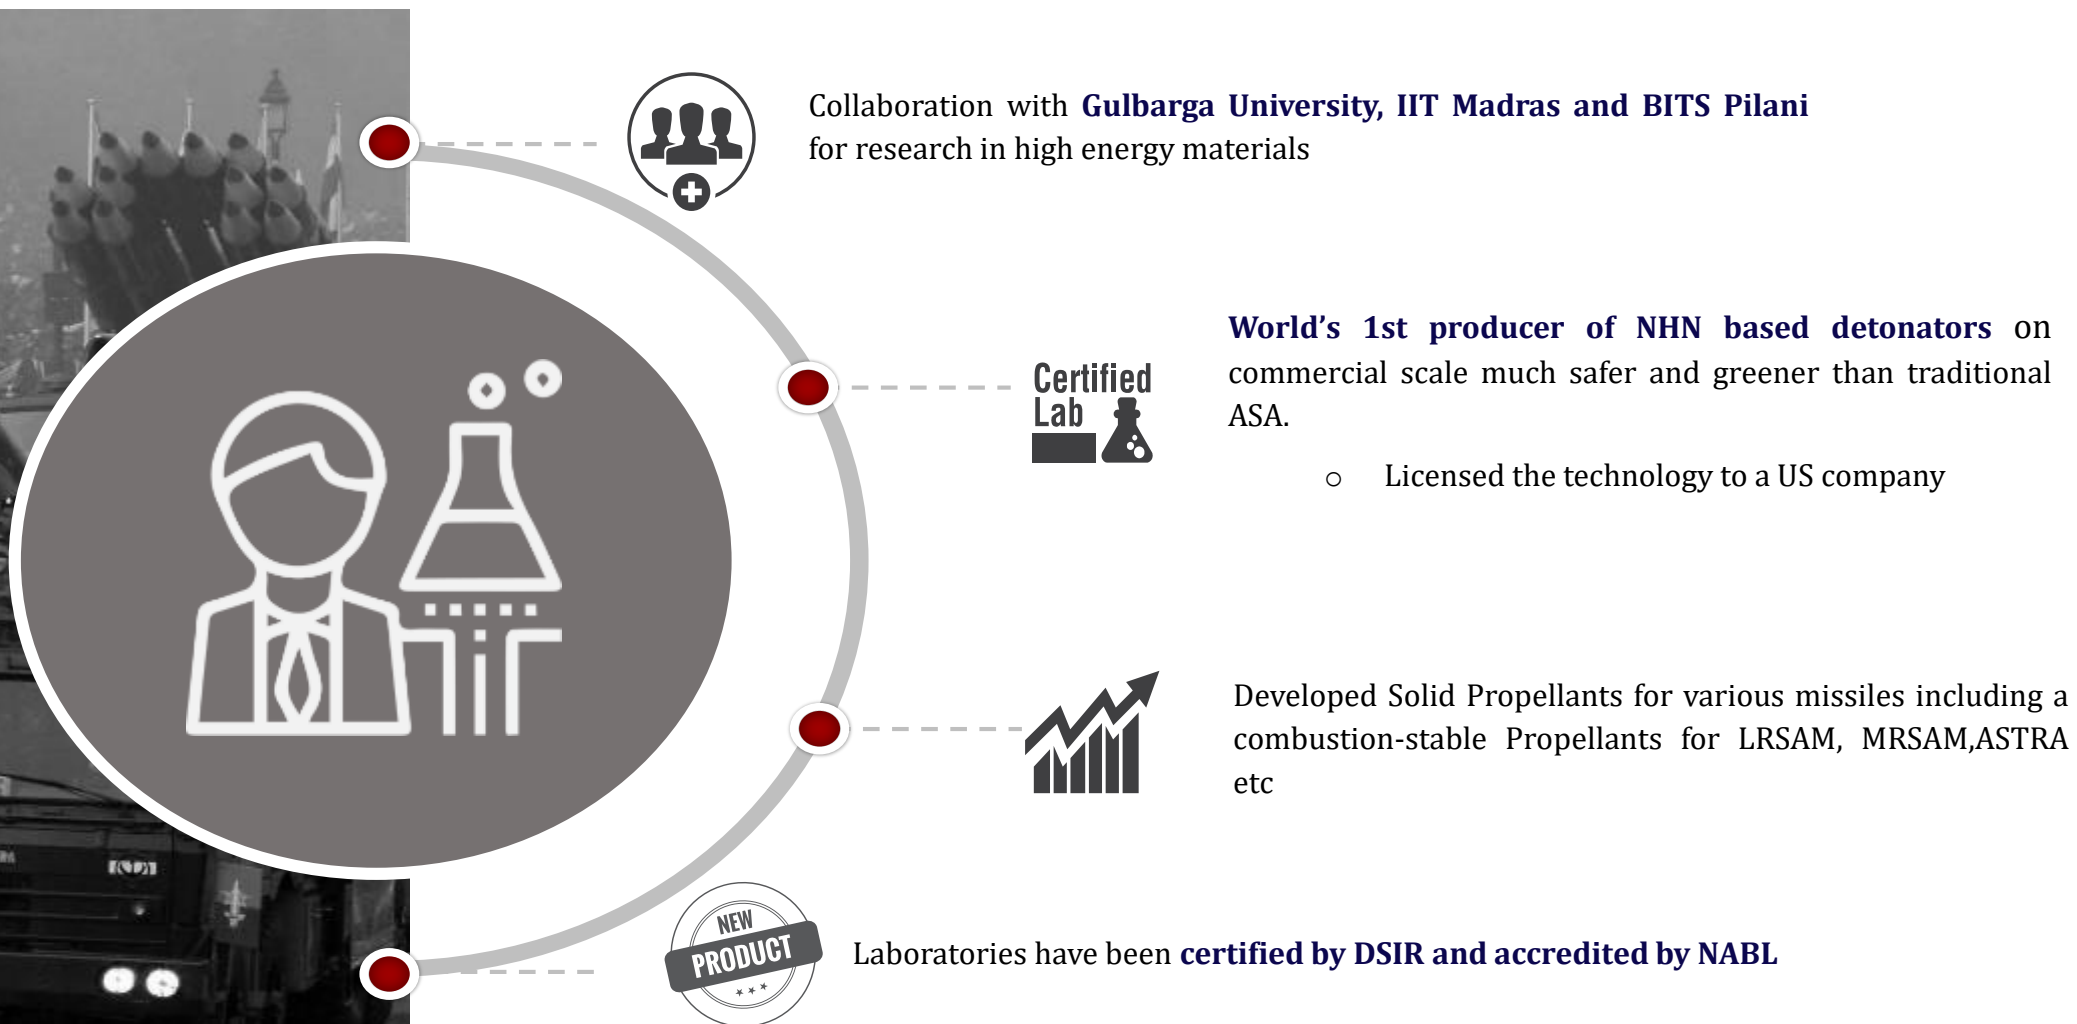 Collaboration with Gulbarga University, IIT Madras and BITS Pilani
for research in high energy materials
World’s 1st producer of NHN based detonators on
commercial scale much safer and greener than traditional
ASA.
o Licensed the technology to a US company
Certified
Lab
Developed Solid Propellants for various missiles including a
combustion-stable Propellants for LRSAM, MRSAM,ASTRA
etc
NEW
PRODUCT
Laboratories have been certified by DSIR and accredited by NABL